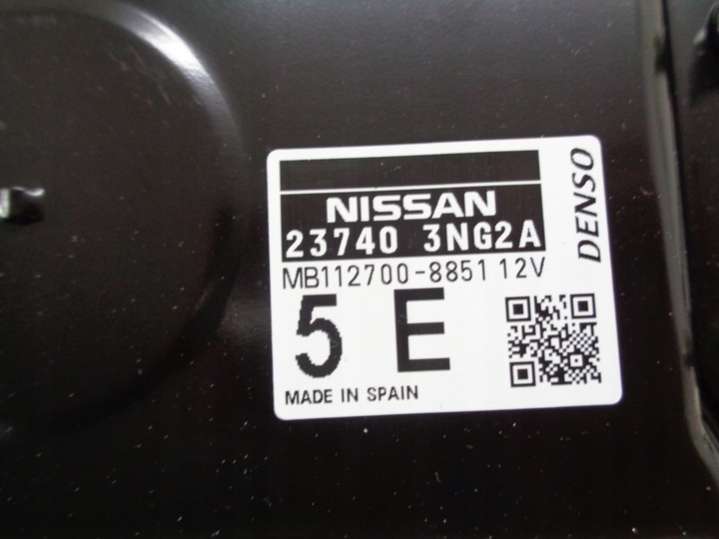 NISSAN
23740 3NG2A
MB112700-8851 12V
5 E
MADE IN SPAIN
DENSO